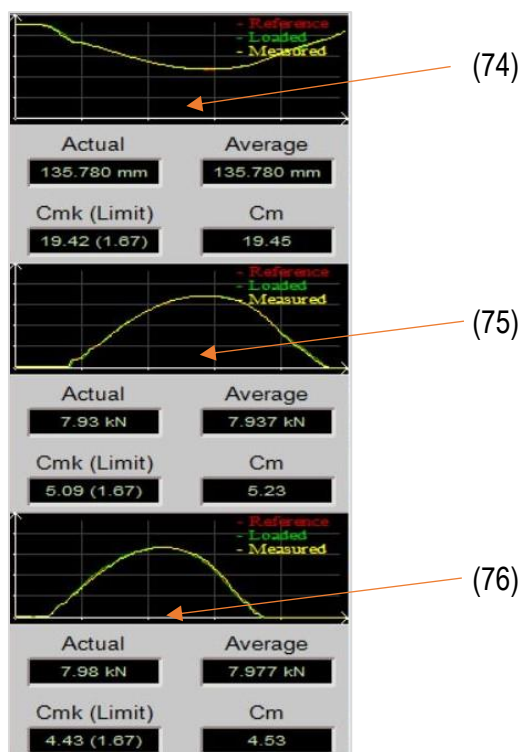 - Reference
- Loaded
- Measured
(74)
Actual Average
135.780 mm 135.780 mm
Cmk (Limit) Cm
19.42 (1.67) 19.45
- Reference
- Loaded
- Measured
(75)
Actual Average
7.93 kN 7.937 kN
Cmk (Limit) Cm
5.09 (1.67) 5.23
- Reference
- Loaded
- Measured
(76)
Actual Average
7.98 kN 7.977 kN
Cmk (Limit) Cm
4.43 (1.67) 4.53